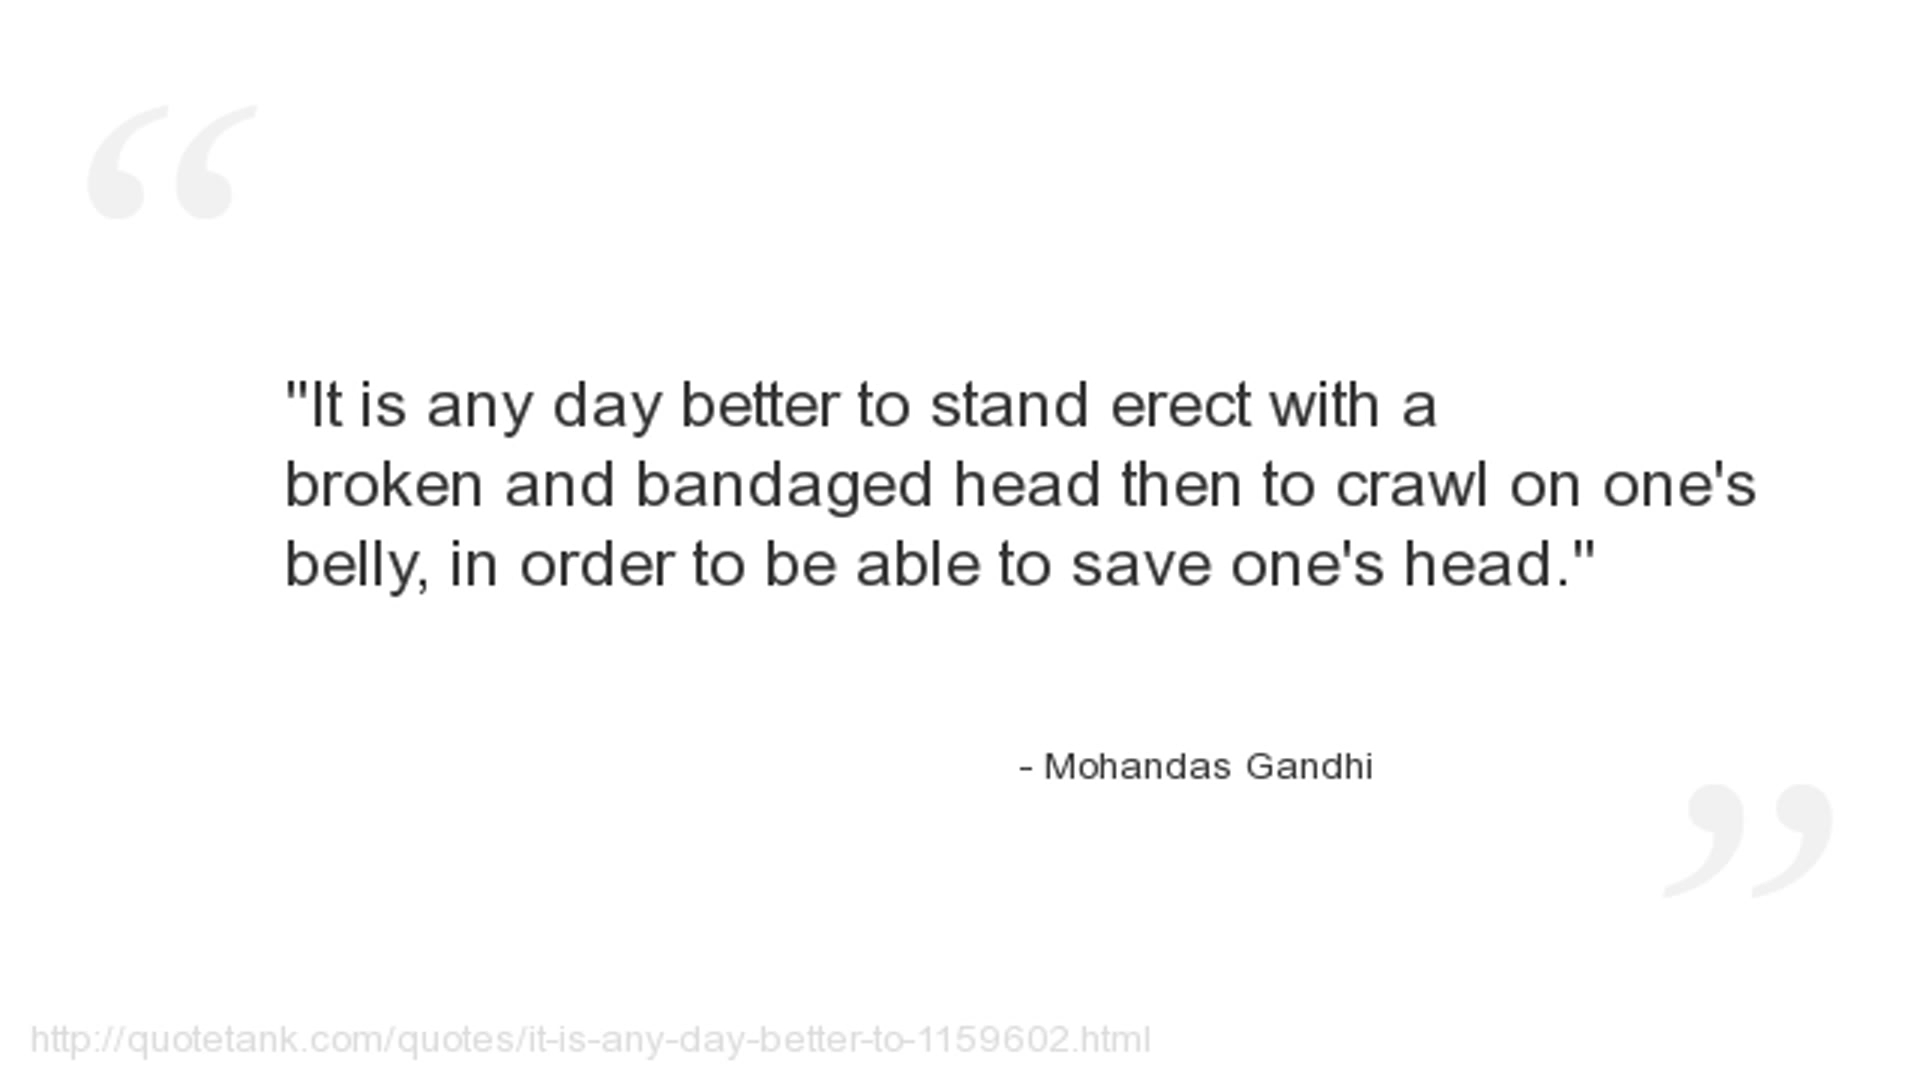 "It is any day better to stand erect with a
broken and bandaged head then to crawl on one's
belly, in order to be able to save one's head."
- Mohandas Gandhi
http://quotetank.com/quotes/it-is-any-day-better-to-1159602.html